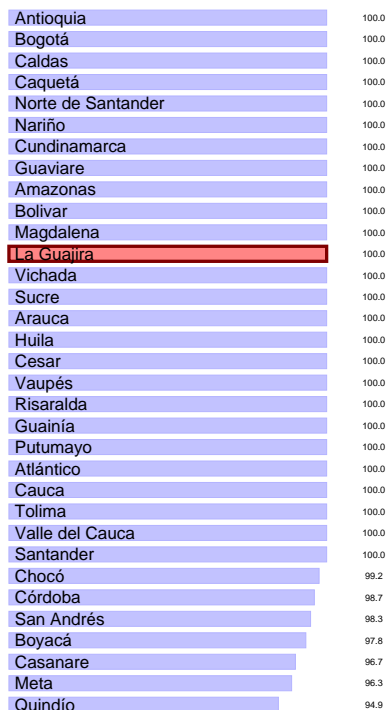 Antioquia 100.0
Bogotá 100.0
Caldas 100.0
Caquetá 100.0
Norte de Santander 100.0
Nariño 100.0
Cundinamarca 100.0
Guaviare 100.0
Amazonas 100.0
Bolivar 100.0
Magdalena 100.0
La Guajira 100.0
Vichada 100.0
Sucre 100.0
Arauca 100.0
Huila 100.0
Cesar 100.0
Vaupés 100.0
Risaralda 100.0
Guainía 100.0
Putumayo 100.0
Atlántico 100.0
Cauca 100.0
Tolima 100.0
Valle del Cauca 100.0
Santander 100.0
Chocó 99.2
Córdoba 98.7
San Andrés 98.3
Boyacá 97.8
Casanare 96.7
Meta 96.3
Quindío 94.9